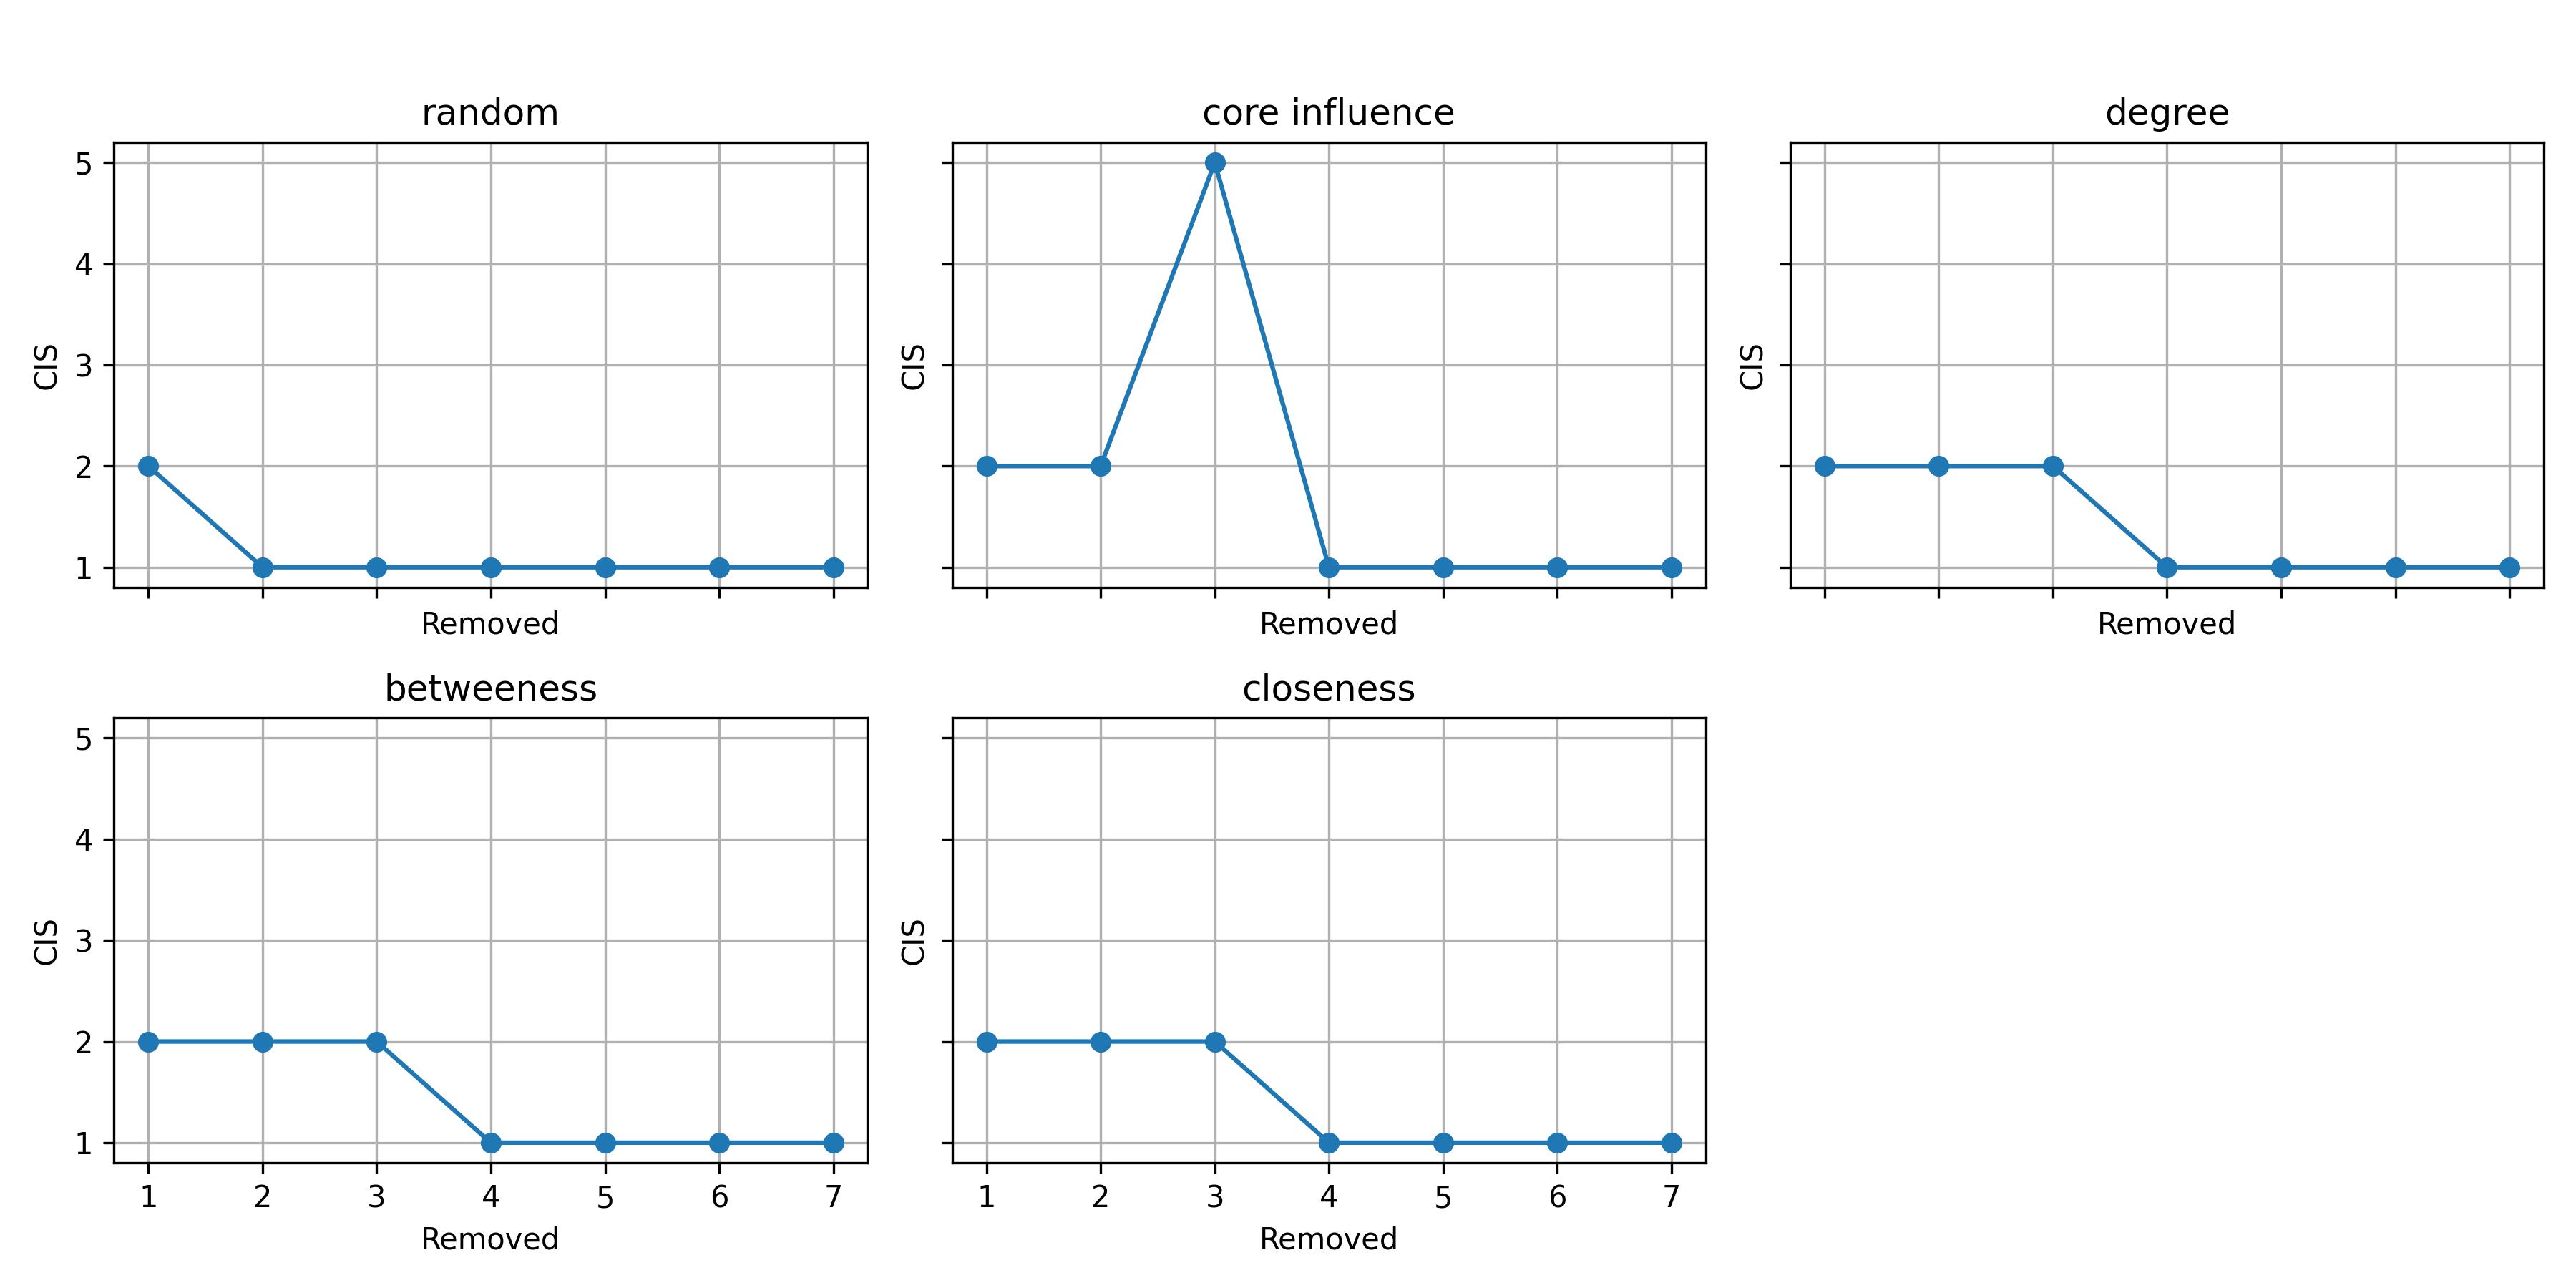 random
core influence
degree
5
4
3
2
1
CIS
CIS
CIS
Removed
Removed
Removed
betweeness
closeness
5
4
3
2
1
CIS
CIS
1 2 3 4 5 6 7
1 2 3 4 5 6 7
Removed
Removed